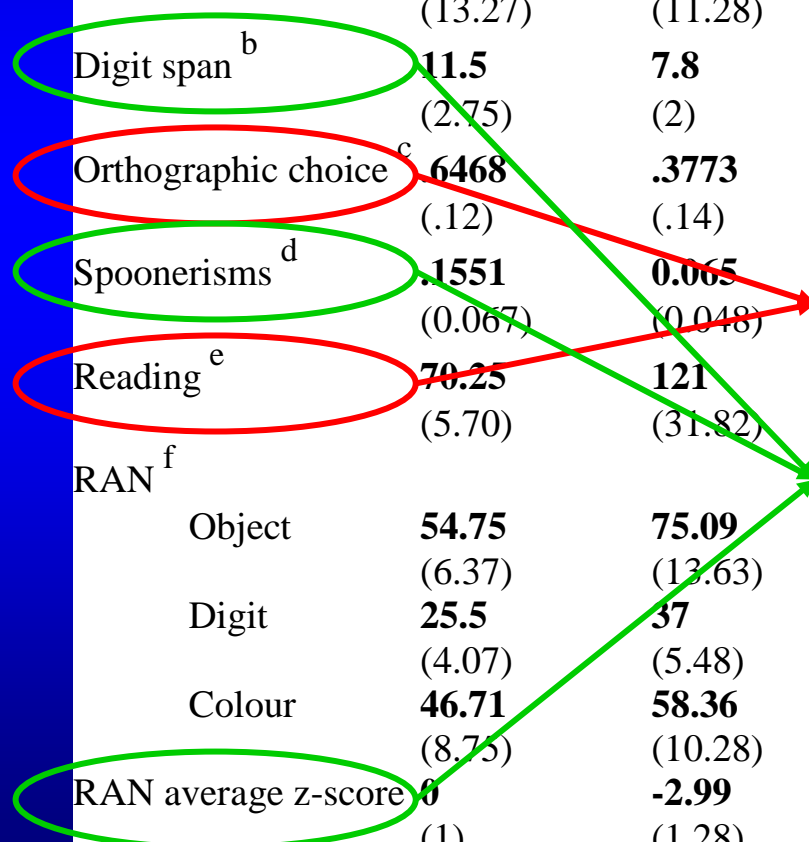 (13.27) (11.28)
Digit span b 11.5 7.8
(2.75) (2)
Orthographic choice c .6468 .3773
(.12) (.14)
Spoonerisms d .1551 0.065
(0.067) (0.048)
Reading e 70.25 121
(5.70) (31.82)
RAN f
Object 54.75 75.09
(6.37) (13.63)
Digit 25.5 37
(4.07) (5.48)
Colour 46.71 58.36
(8.75) (10.28)
RAN average z-score 0 -2.99
(1) (1.28)